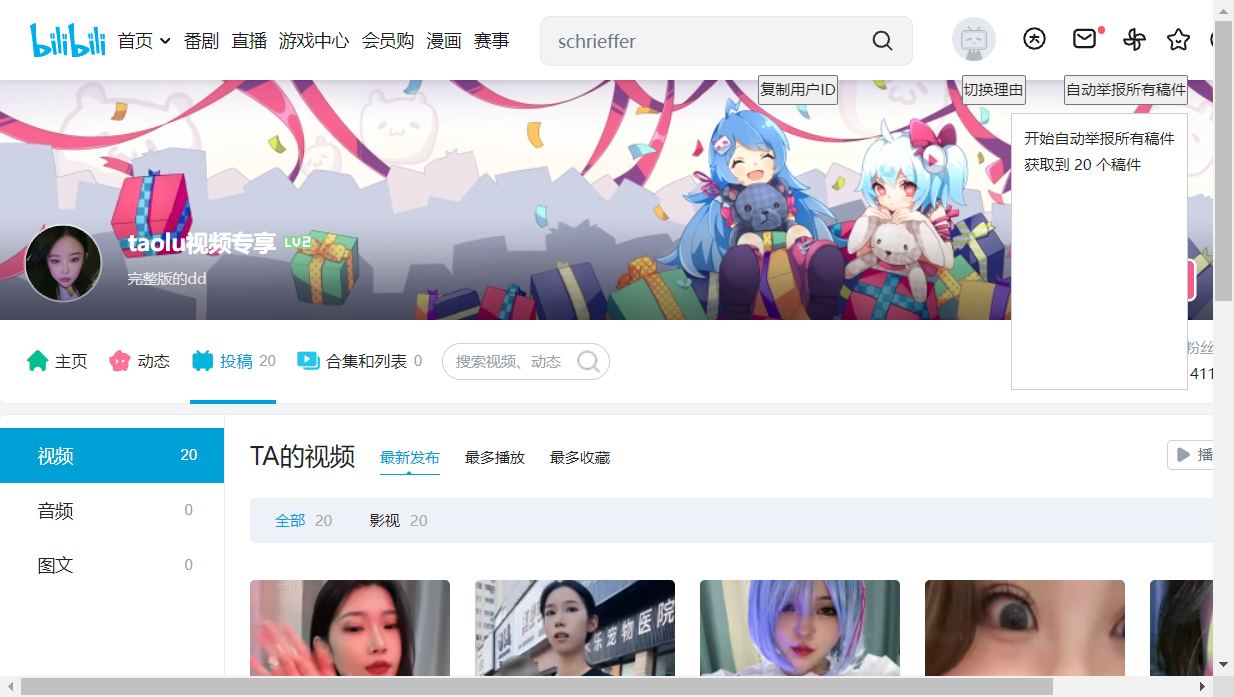 bilibili
首页 番剧 直播 游戏中心 会员购 漫画 赛事
schrieffer
复制用户ID
切换理由
自动举报所有稿件
开始自动举报所有稿件
获取到 20 个稿件
taolu视频专享 LV2
完整版的dd
主页 动态 投稿 20 合集和列表 0
搜索视频、动态
粉丝
411
视频 20
音频 0
图文 0
TA的视频 最新发布 最多播放 最多收藏
播
全部 20 影视 20
乐宠物医院